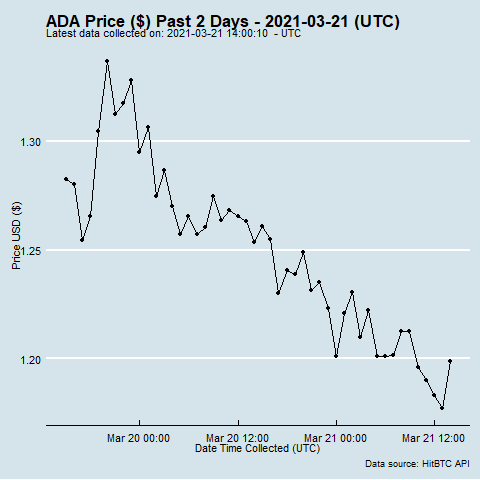 ADA Price ($) Past 2 Days - 2021-03-21 (UTC)
Latest data collected on: 2021-03-21 14:00:10  - UTC
1.30
1.25
1.20
Price USD ($)
Mar 20 00:00 Mar 20 12:00 Mar 21 00:00 Mar 21 12:00
Date Time Collected (UTC)
Data source: HitBTC API